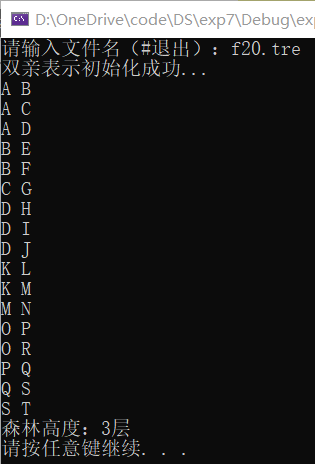 D:\OneDrive\code\DS\exp7\Debug\exp
请输入文件名（#退出）：f20.tre
双亲表示初始化成功...
A B
A C
A D
B E
B F
C G
D H
D I
D J
K L
K M
M N
O P
O R
P Q
Q S
S T
森林高度：3层
请按任意键继续. . .